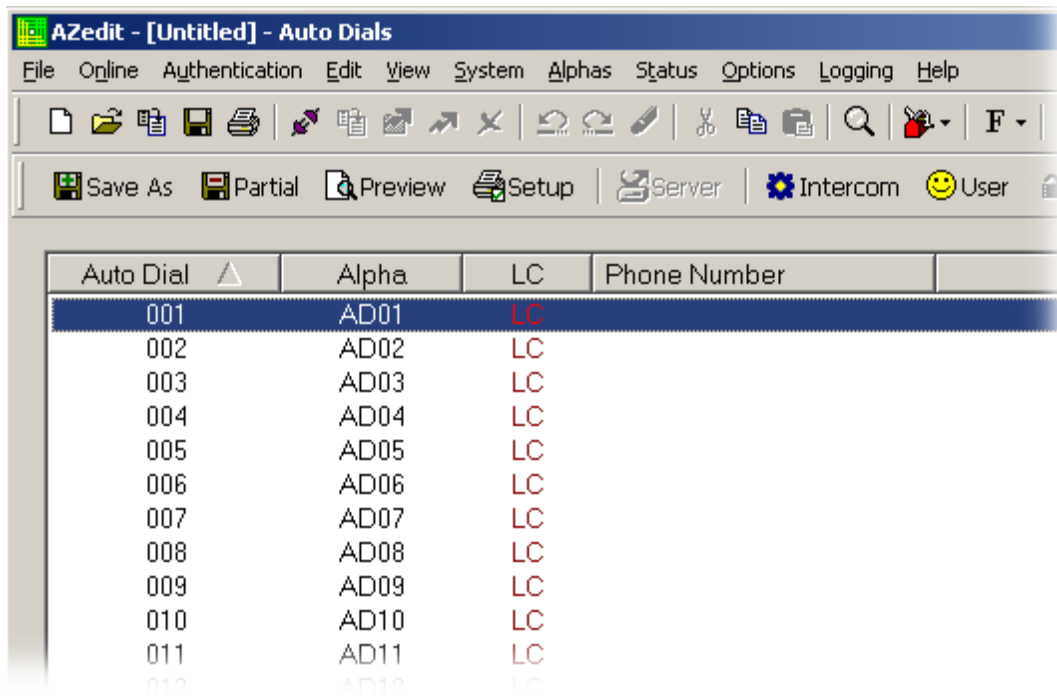 AZedit - [Untitled] - Auto Dials
File Online Authentication Edit View System Alphas Status Options Logging Help
F
Save As Partial Preview Setup Server Intercom User
Auto Dial Alpha LC Phone Number
001 AD01 LC
002 AD02 LC
003 AD03 LC
004 AD04 LC
005 AD05 LC
006 AD06 LC
007 AD07 LC
008 AD08 LC
009 AD09 LC
010 AD10 LC
011 AD11 LC
012 AD12 LC